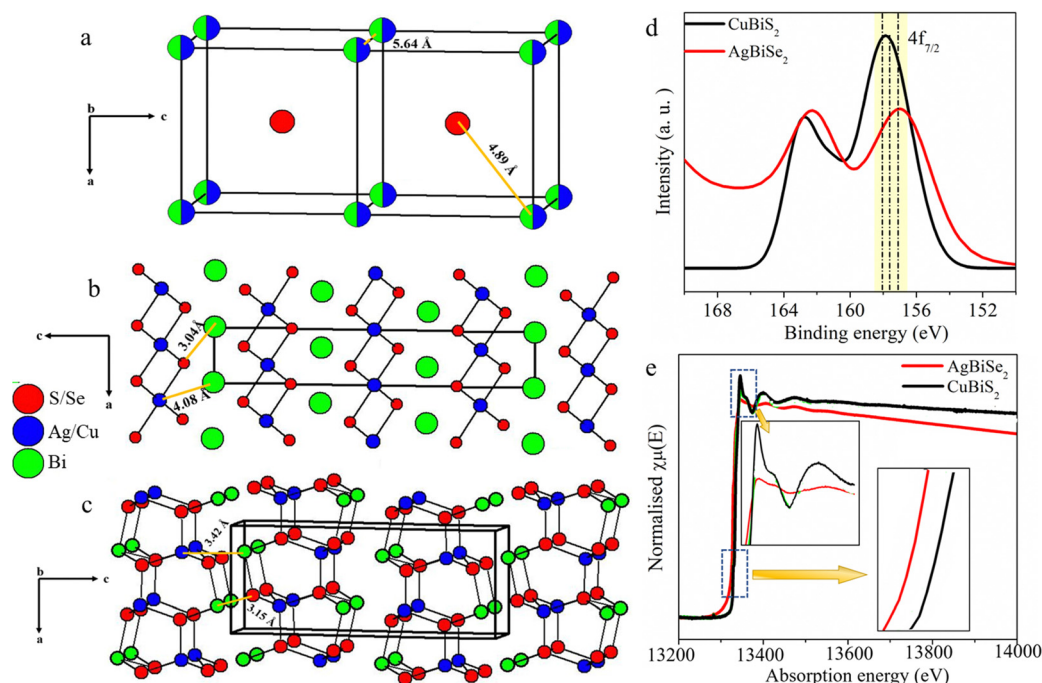 a
5.64 Å
b
c
a
4.89 Å
b
c
a
3.04Å
4.08 Å
S/Se
Ag/Cu
Bi
c
b
c
a
3.42 Å
3.15 Å
d
CuBiS2
AgBiSe2
4f7/2
Intensity (a. u.)
168 164 160 156 152
Binding energy (eV)
e
AgBiSe2
CuBiS2
Normalised χμ(E)
13200 13400 13600 13800 14000
Absorption energy (eV)